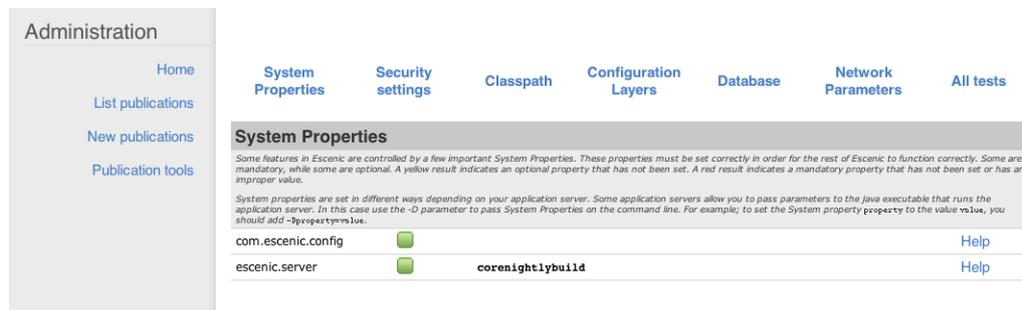 Administration
Home
List publications
New publications
Publication tools
System Properties
Security settings
Classpath
Configuration Layers
Database
Network Parameters
All tests
System Properties
Some features in Escenic are controlled by a few important System Properties. These properties must be set correctly in order for the rest of Escenic to function correctly. Some are
mandatory, while some are optional. A yellow result indicates an optional property that has not been set. A red result indicates a mandatory property that has not been set or has an
improper value.
System properties are set in different ways depending on your application server. Some application servers allow you to pass parameters to the java executable that runs the
application server. In this case use the -D parameter to pass System Properties on the command line. For example; to set the System property property to the value value, you
should add -Dproperty=value.
com.escenic.config Help
escenic.server corenightlybuild Help